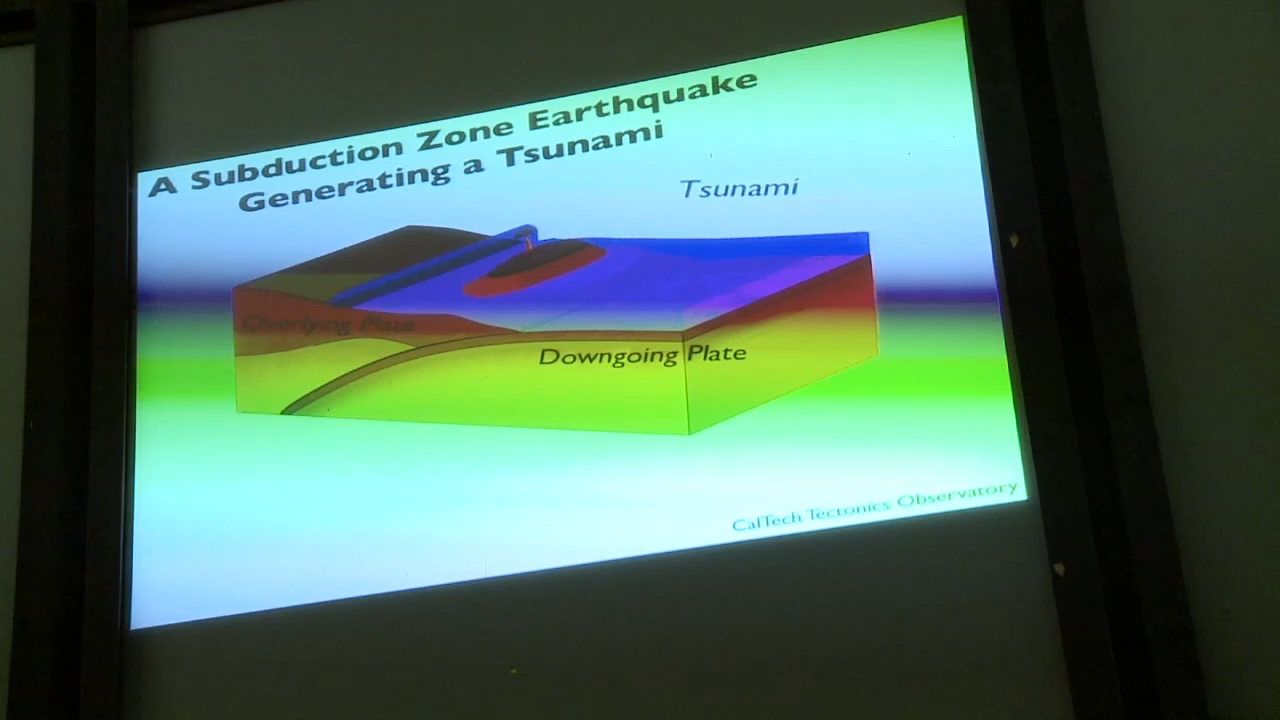 A Subduction Zone Earthquake
Generating a Tsunami
Tsunami
Overlying Plate
Downgoing Plate
CalTech Tectonics Observatory